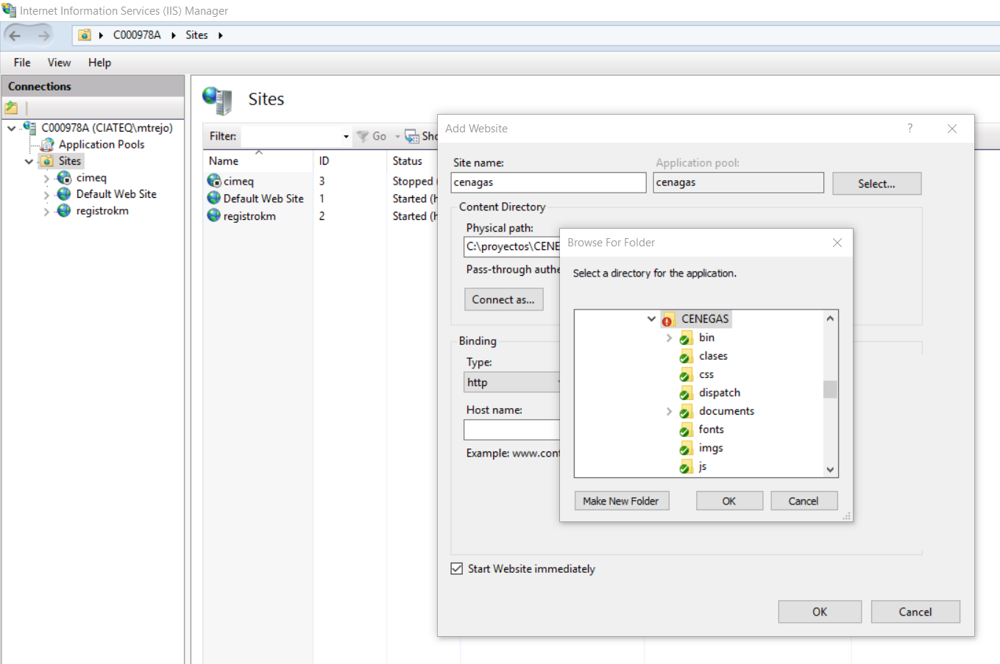 Internet Information Services (IIS) Manager
C000978A Sites
File View Help
Connections
C000978A (CIATEQ\mtrejo)
Application Pools
Sites
cimeq
Default Web Site
registrokm
Sites
Filter: Go Sho
Name ID Status
cimeq 3 Stopped (
Default Web Site 1 Started (h
registrokm 2 Started (h
Add Website ?
Site name: Application pool:
cenagas cenagas Select...
Content Directory
Physical path:
C:\proyectos\CENE
Pass-through authe
Connect as...
Binding
Type:
http
Host name:
Example: www.cont
Start Website immediately
OK Cancel
Browse For Folder
Select a directory for the application.
CENEGAS
bin
clases
css
dispatch
documents
fonts
imgs
js
Make New Folder OK Cancel